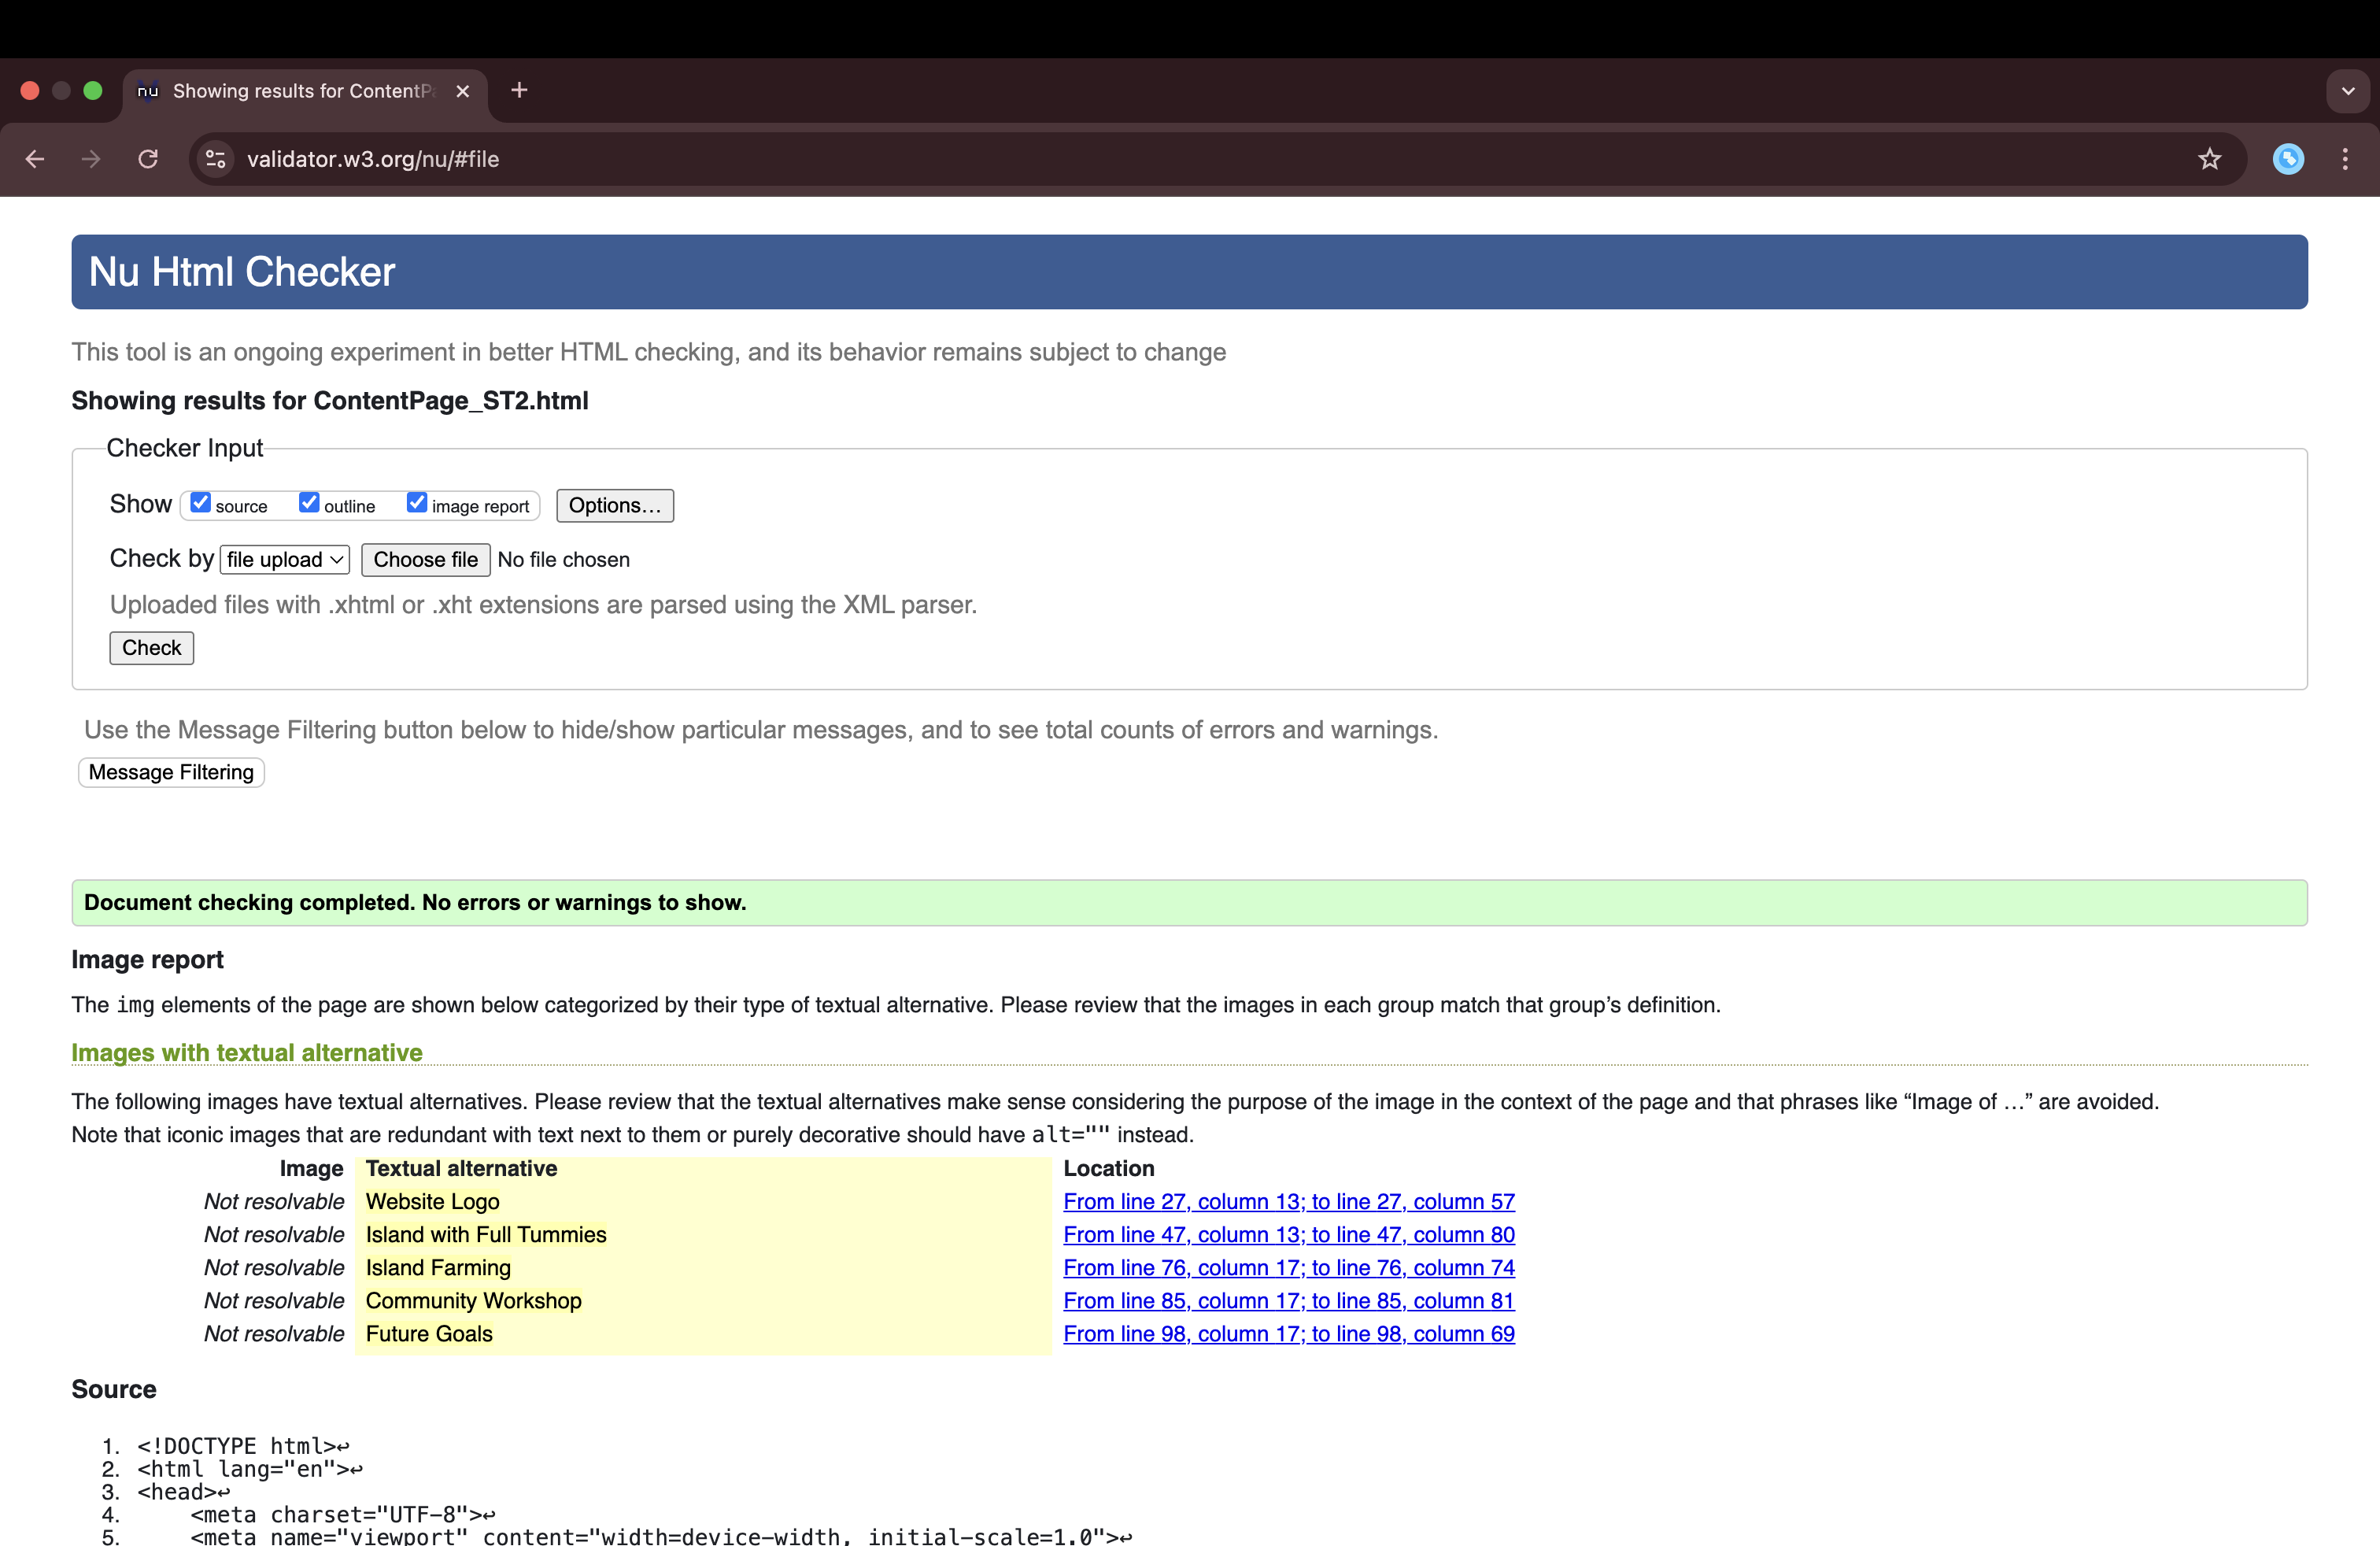 nu Showing results for ContentP
validator.w3.org/nu/#file
Nu Html Checker
This tool is an ongoing experiment in better HTML checking, and its behavior remains subject to change
Showing results for ContentPage_ST2.html
Checker Input
Show source outline image report Options...
Check by file upload Choose file No file chosen
Uploaded files with .xhtml or .xht extensions are parsed using the XML parser.
Check
Use the Message Filtering button below to hide/show particular messages, and to see total counts of errors and warnings.
Message Filtering
Document checking completed. No errors or warnings to show.
Image report
The img elements of the page are shown below categorized by their type of textual alternative. Please review that the images in each group match that group’s definition.
Images with textual alternative
The following images have textual alternatives. Please review that the textual alternatives make sense considering the purpose of the image in the context of the page and that phrases like “Image of …” are avoided.
Note that iconic images that are redundant with text next to them or purely decorative should have alt="" instead.
Image Textual alternative Location
Not resolvable Website Logo From line 27, column 13; to line 27, column 57
Not resolvable Island with Full Tummies From line 47, column 13; to line 47, column 80
Not resolvable Island Farming From line 76, column 17; to line 76, column 74
Not resolvable Community Workshop From line 85, column 17; to line 85, column 81
Not resolvable Future Goals From line 98, column 17; to line 98, column 69
Source
1. <!DOCTYPE html>↩
2. <html lang="en">↩
3. <head>↩
4. <meta charset="UTF-8">↩
5. <meta name="viewport" content="width=device-width, initial-scale=1.0">↩